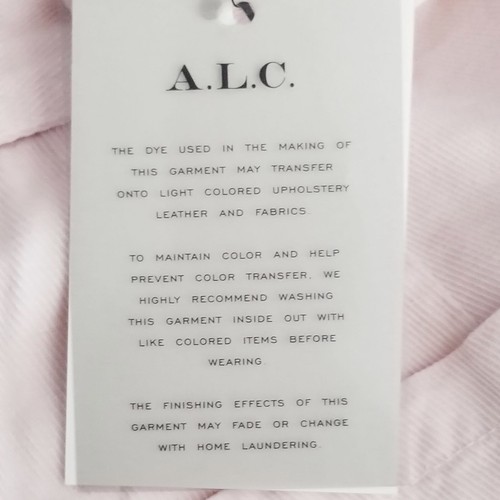 A.L.C.
THE DYE USED IN THE MAKING OF
THIS GARMENT MAY TRANSFER
ONTO LIGHT COLORED UPHOLSTERY
LEATHER AND FABRICS.
TO MAINTAIN COLOR AND HELP
PREVENT COLOR TRANSFER, WE
HIGHLY RECOMMEND WASHING
THIS GARMENT INSIDE OUT WITH
LIKE COLORED ITEMS BEFORE
WEARING.
THE FINISHING EFFECTS OF THIS
GARMENT MAY FADE OR CHANGE
WITH HOME LAUNDERING.